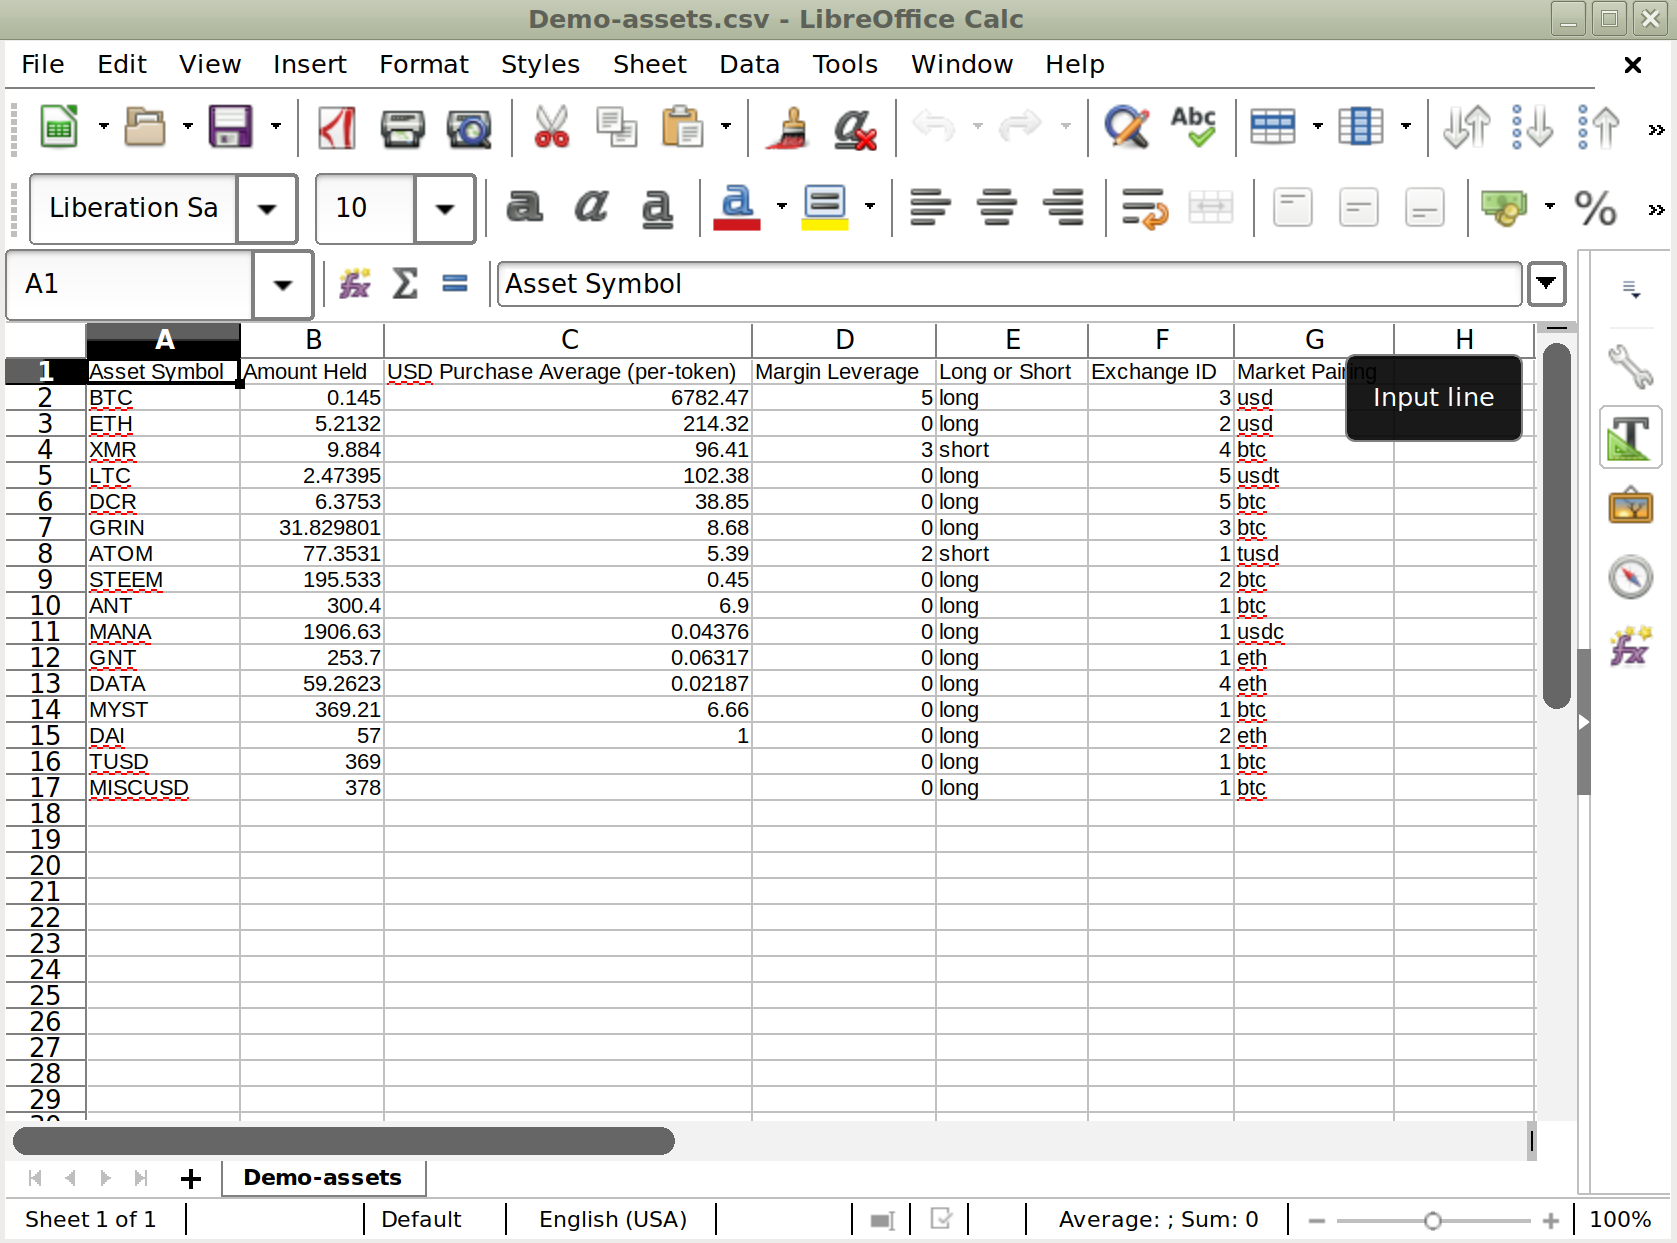 Demo-assets.csv - LibreOffice Calc
File Edit View Insert Format Styles Sheet Data Tools Window Help
Abc
Liberation Sa 10 a a a a %
A1 fx Σ = Asset Symbol
A B C D E F G H
1 Asset Symbol Amount Held USD Purchase Average (per-token) Margin Leverage Long or Short Exchange ID Market Pairing
Input line
2 BTC 0.145 6782.47 5 long 3 usd
3 ETH 5.2132 214.32 0 long 2 usd
4 XMR 9.884 96.41 3 short 4 btc
5 LTC 2.47395 102.38 0 long 5 usdt
6 DCR 6.3753 38.85 0 long 5 btc
7 GRIN 31.829801 8.68 0 long 3 btc
8 ATOM 77.3531 5.39 2 short 1 tusd
9 STEEM 195.533 0.45 0 long 2 btc
10 ANT 300.4 6.9 0 long 1 btc
11 MANA 1906.63 0.04376 0 long 1 usdc
12 GNT 253.7 0.06317 0 long 1 eth
13 DATA 59.2623 0.02187 0 long 4 eth
14 MYST 369.21 6.66 0 long 1 btc
15 DAI 57 1 0 long 2 eth
16 TUSD 369 0 long 1 btc
17 MISCUSD 378 0 long 1 btc
18
19
20
21
22
23
24
25
26
27
28
29
30
Demo-assets
Sheet 1 of 1 Default English (USA) Average: ; Sum: 0 100%